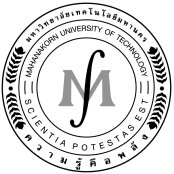 มหาวิทยาลัยเทคโนโลยีมหานคร
MAHANAKORN UNIVERSITY OF TECHNOLOGY
M
SCIENTIA POTESTAS EST
ความรู้คือพลัง